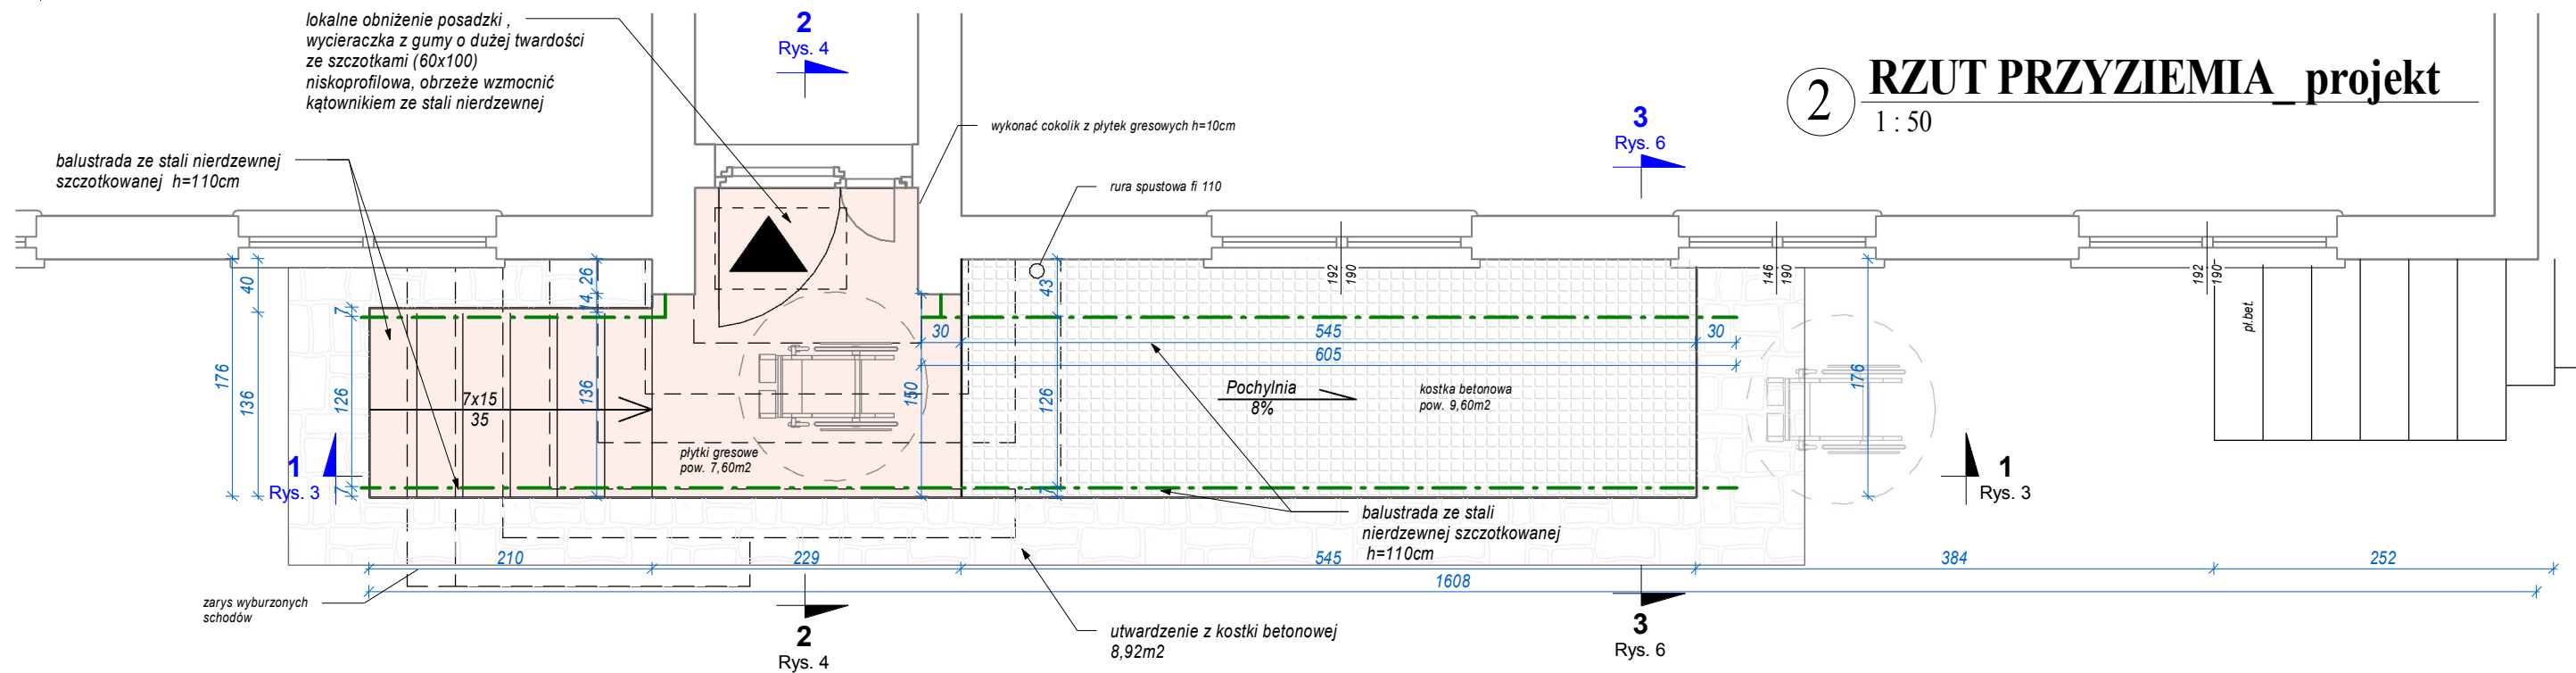 lokalne obniżenie posadzki ,
wycieraczka z gumy o dużej twardości
ze szczotkami (60x100)
niskoprofilowa, obrzeże wzmocnić
kątownikiem ze stali nierdzewnej
2
Rys. 4
2 RZUT PRZYZIEMIA_ projekt
1 : 50
3
Rys. 6
wykonać cokolik z płytek gresowych h=10cm
balustrada ze stali nierdzewnej
szczotkowanej h=110cm
rura spustowa fi 110
40
14
26
43
192
190
146
190
192
190
pł.bet.
7
30
545
30
605
176
136
126
136
150
126
176
7x15
35
Pochylnia
8%
kostka betonowa
pow. 9,60m2
płytki gresowe
pow. 7,60m2
1
Rys. 3
7
7
1
Rys. 3
balustrada ze stali
nierdzewnej szczotkowanej
h=110cm
210
229
545
384
252
1608
zarys wyburzonych
schodów
2
Rys. 4
utwardzenie z kostki betonowej
8,92m2
3
Rys. 6